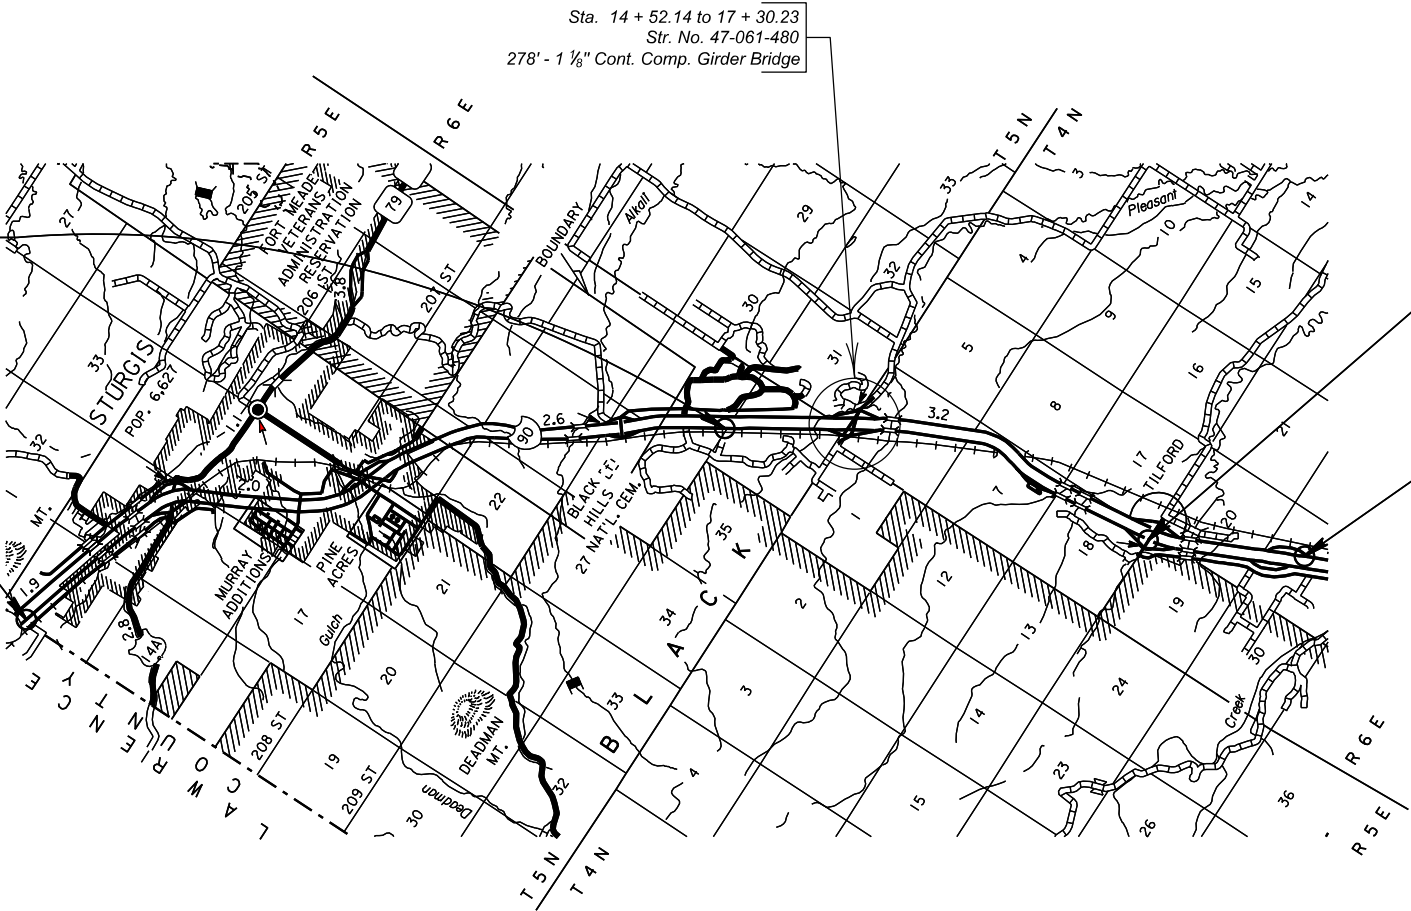 Sta. 14 + 52.14 to 17 + 30.23
Str. No. 47-061-480
278' - 1 ⅛" Cont. Comp. Girder Bridge
R 5 E
R 6 E
T 5 N
T 4 N
205 ST
FORT MEADE
VETERANS
ADMINISTRATION
RESERVATION
206 ST
79
3.8
207 ST
BOUNDARY
Alkali
27
29
33
3
Pleasant
10
14
4
32
15
30
9
33
STURGIS
POP. 6,627
31
5
16
8
32
2.6
90
3.2
21
17
TILFORD
2.0
22
BLACK
HILLS
NAT'L. CEM.
27
35
1
7
18
20
MT.
MURRAY
ADDITIONS
PINE
ACRES
21
12
19
1.9
2.8
14A
17
Gulch
34
2
13
30
20
3
24
Creek
33
14
LAWRENCE
COUNTY
208 ST
DEADMAN
MT.
BLACK
19
209 ST
4
23
R 6 E
R 5 E
30
Deadman
32
15
26
36
T 5 N
T 4 N